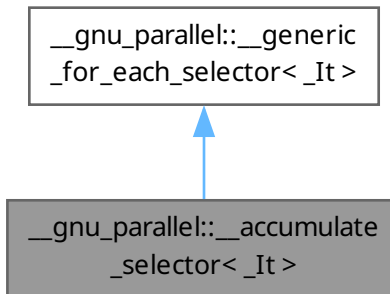 __gnu_parallel::__generic
_for_each_selector< _It >
__gnu_parallel::__accumulate
_selector< _It >